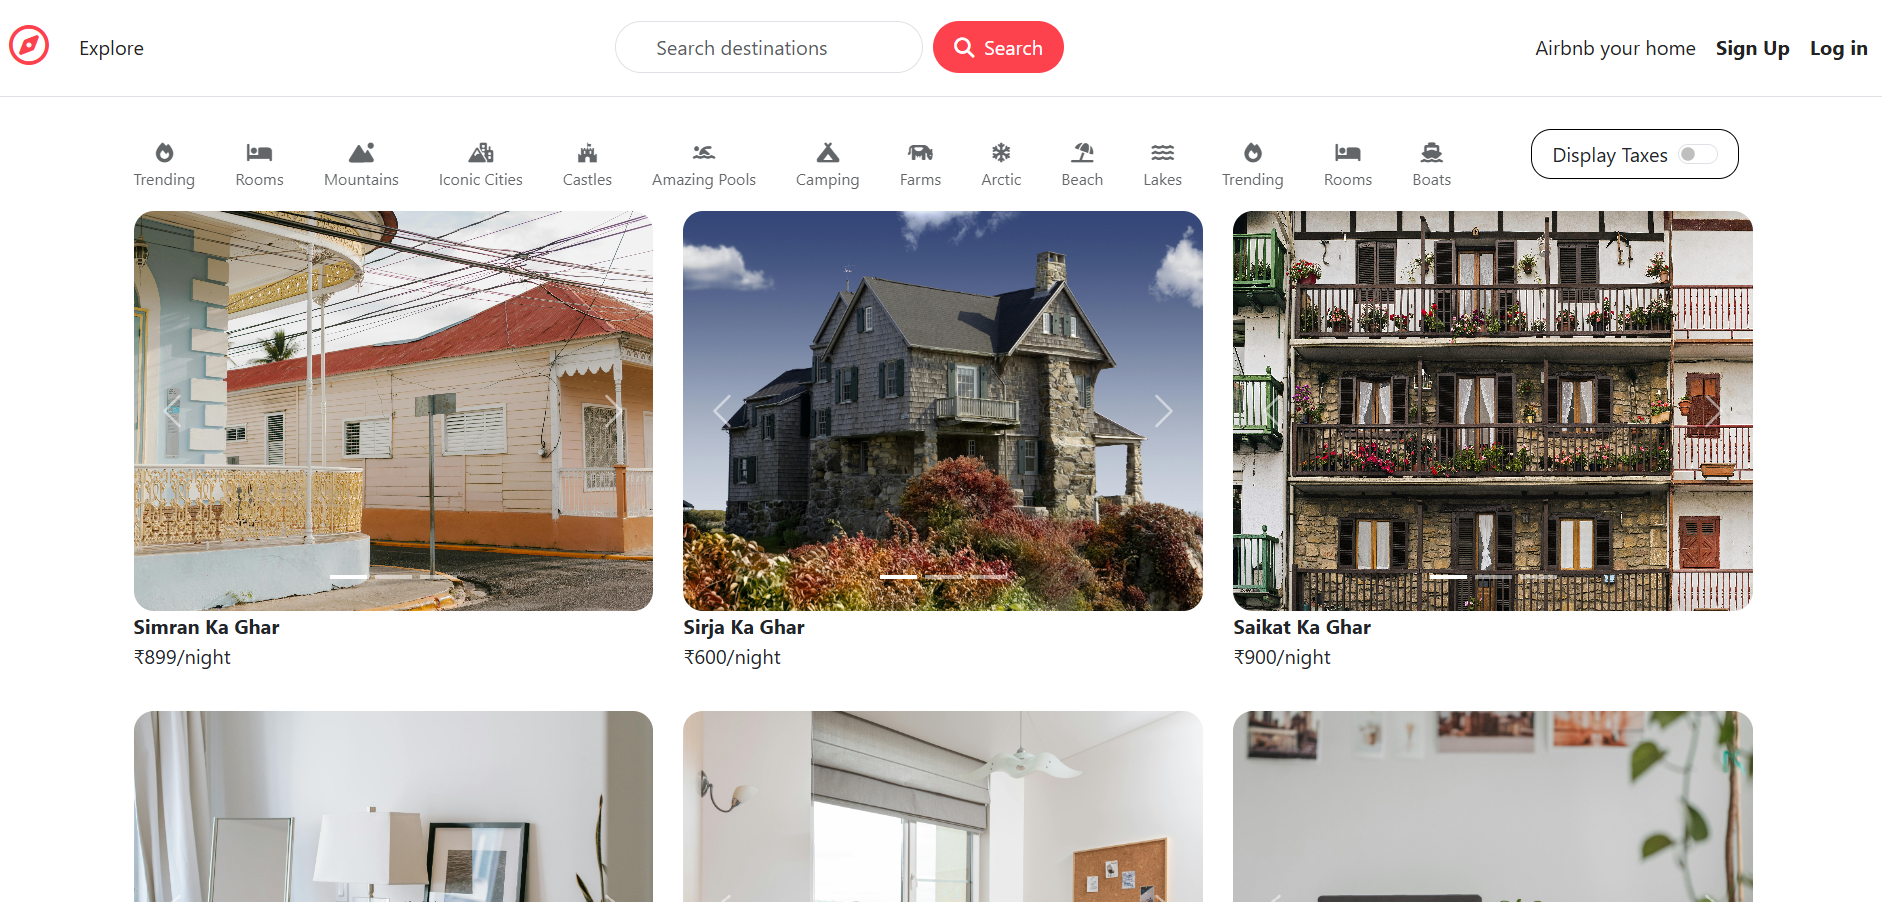 Explore
Search destinations
Search
Airbnb your home Sign Up Log in
Trending Rooms Mountains Iconic Cities Castles Amazing Pools Camping Farms Arctic Beach Lakes Trending Rooms Boats
Display Taxes
Simran Ka Ghar
₹899/night
Sirja Ka Ghar
₹600/night
Saikat Ka Ghar
₹900/night